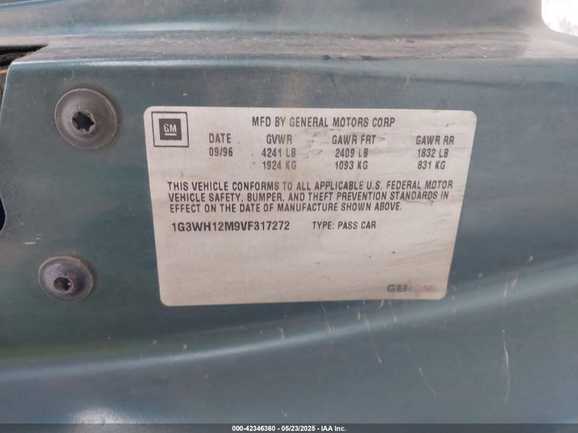 GM
MFD BY GENERAL MOTORS CORP
DATE GVWR GAWR FRT GAWR RR
09/96 4241 LB 2409 LB 1832 LB
1924 KG 1093 KG 831 KG
THIS VEHICLE CONFORMS TO ALL APPLICABLE U.S. FEDERAL MOTOR
VEHICLE SAFETY, BUMPER, AND THEFT PREVENTION STANDARDS IN
EFFECT ON THE DATE OF MANUFACTURE SHOWN ABOVE.
1G3WH12M9VF317272 TYPE: PASS CAR
000-42346360 - 05/23/2025 - IAA, Inc.